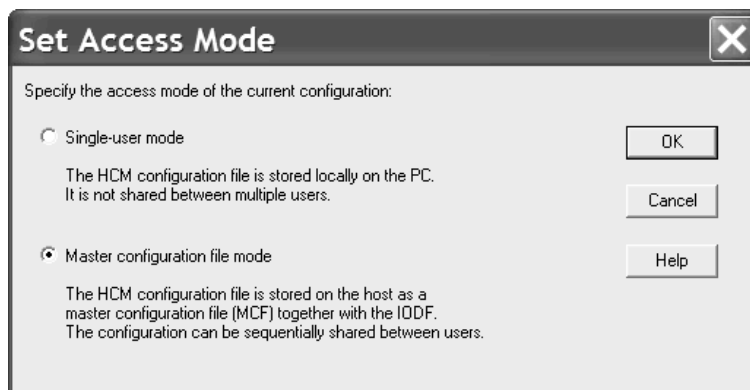 Set Access Mode
Specify the access mode of the current configuration:
Single-user mode
OK
The HCM configuration file is stored locally on the PC.
It is not shared between multiple users.
Cancel
Master configuration file mode
Help
The HCM configuration file is stored on the host as a
master configuration file (MCF) together with the IODF.
The configuration can be sequentially shared between users.